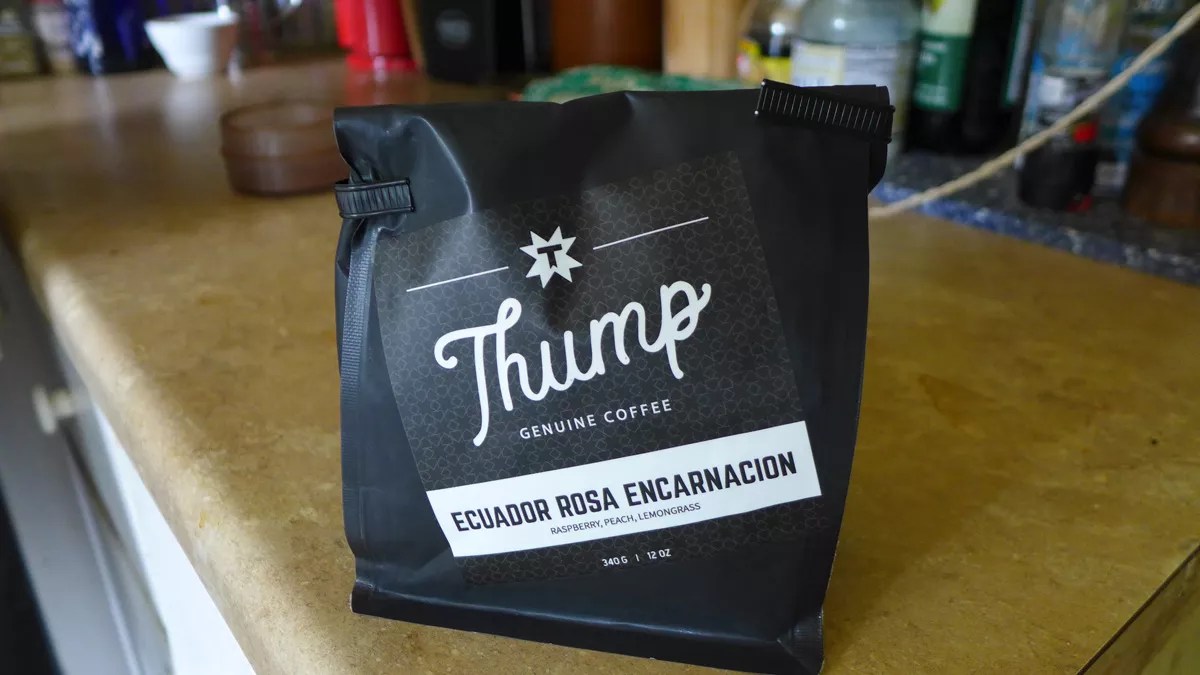 T
Thump
GENUINE COFFEE
ECUADOR ROSA ENCARNACION
RASPBERRY, PEACH, LEMONGRASS
340 G | 12 OZ